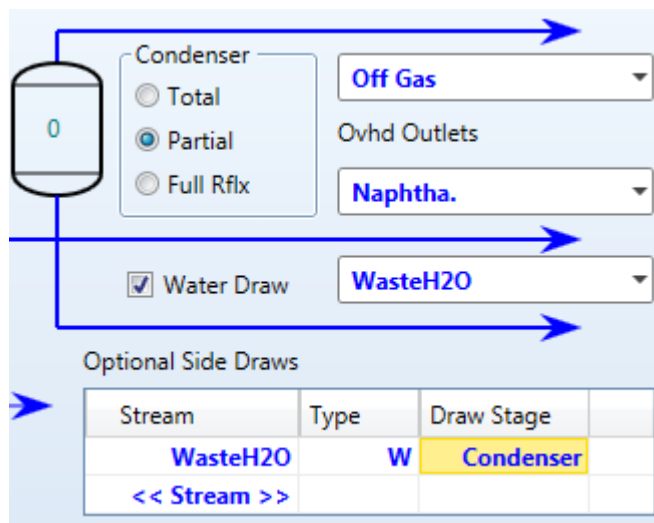 Condenser
Total
Off Gas
0
Partial
Ovhd Outlets
Full Rflx
Naphtha.
Water Draw
WasteH2O
Optional Side Draws
Stream Type Draw Stage
WasteH2O W Condenser
<< Stream >>